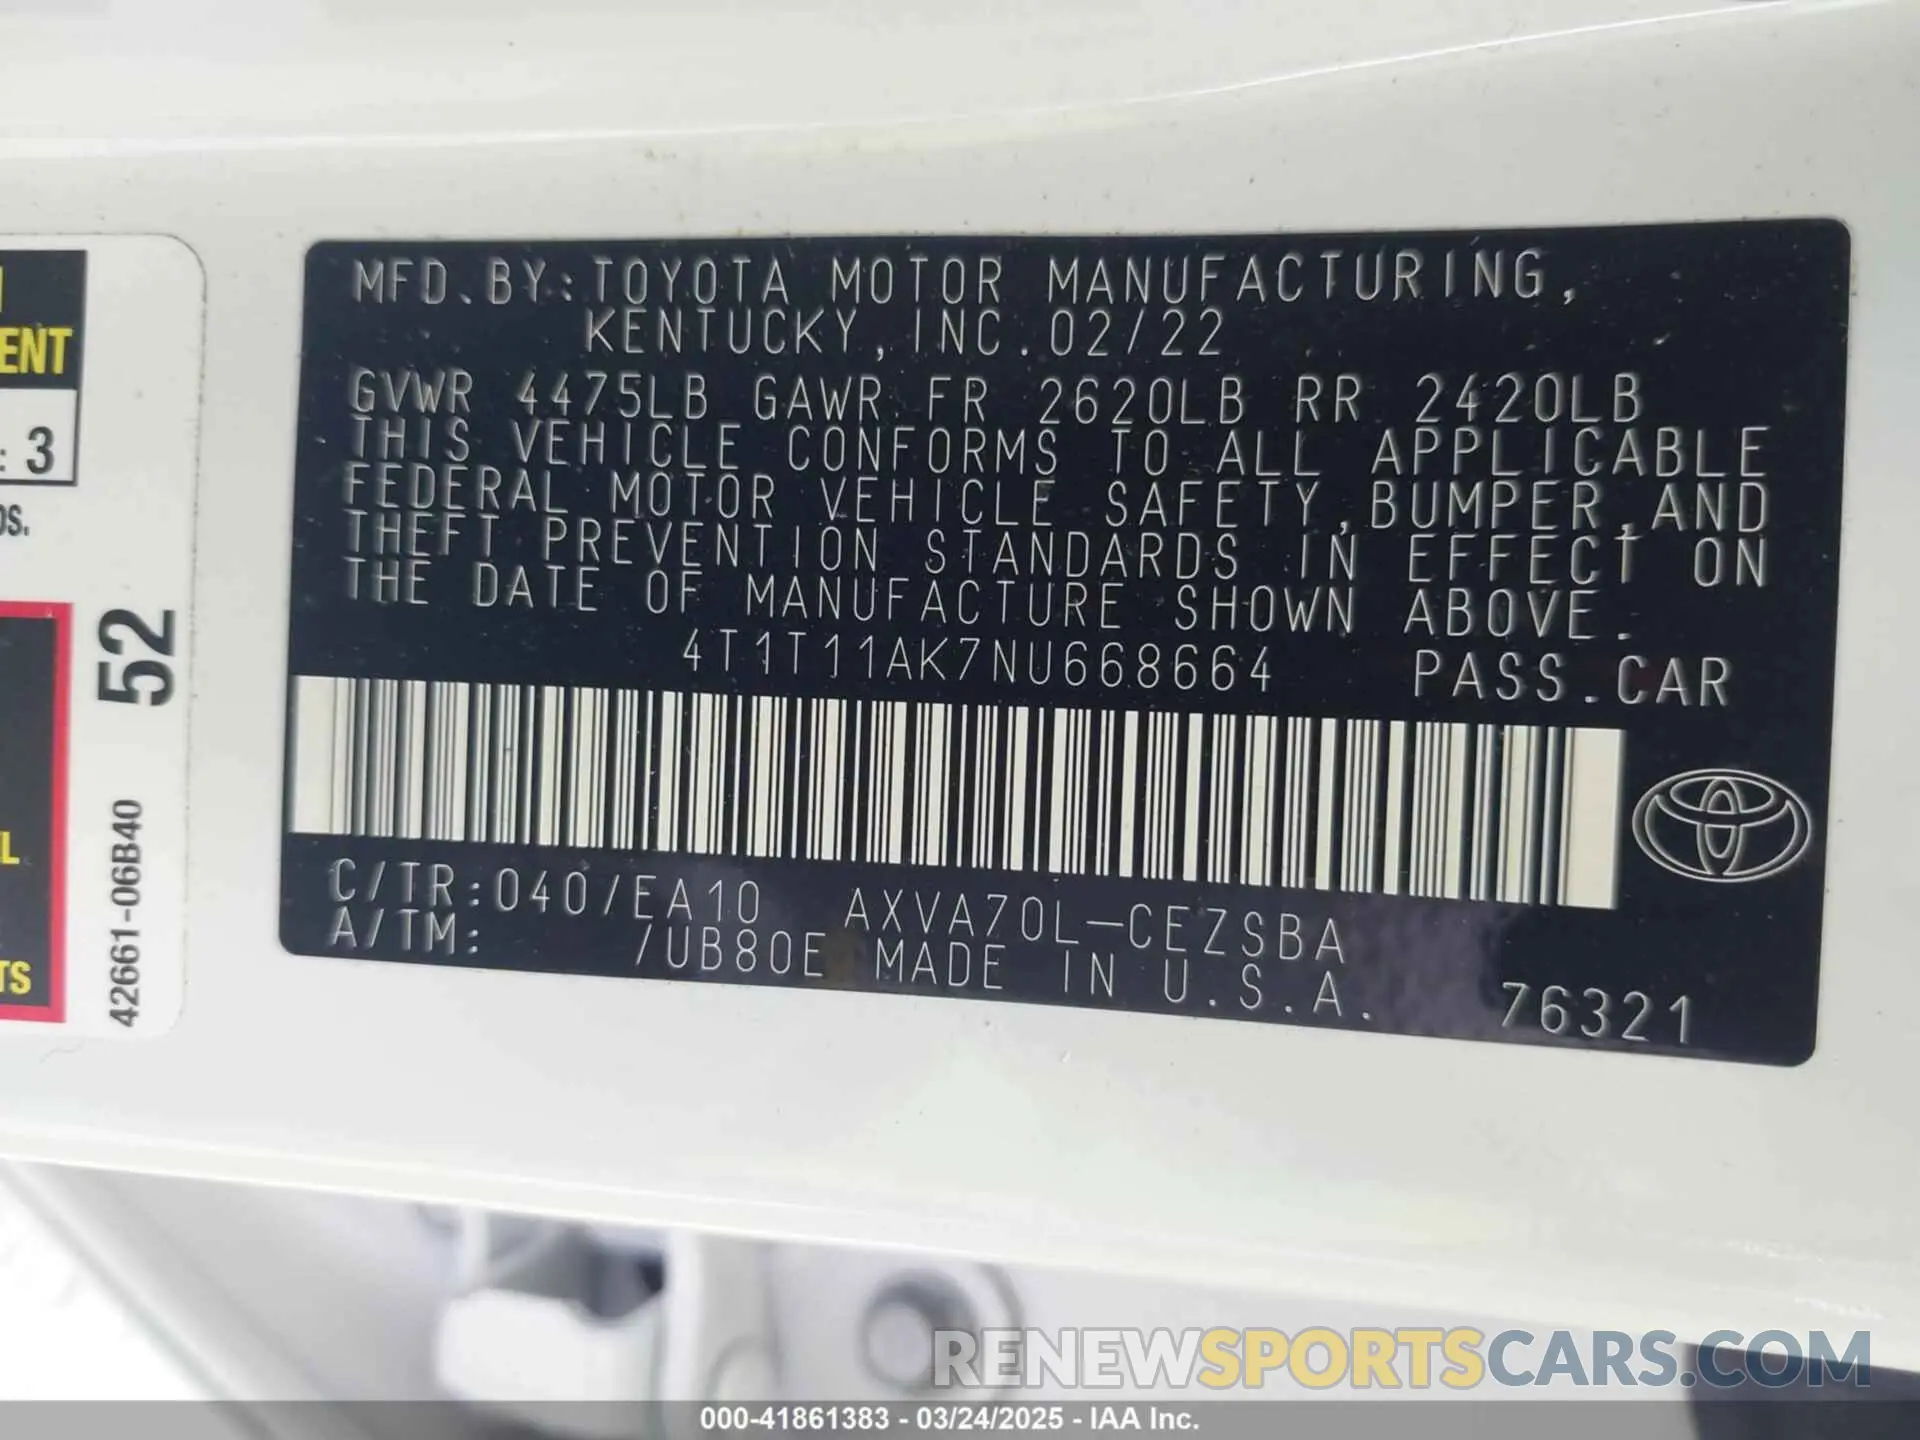 MFD.BY:TOYOTA MOTOR MANUFACTURING,
KENTUCKY,INC.02/22
GVWR 4475LB GAWR FR 2620LB RR 2420LB
THIS VEHICLE CONFORMS TO ALL APPLICABLE
FEDERAL MOTOR VEHICLE SAFETY,BUMPER,AND
THEFT PREVENTION STANDARDS IN EFFECT ON
THE DATE OF MANUFACTURE SHOWN ABOVE.
4T1T11AK7NU668664 PASS.CAR
C/TR:040/EA10 AXVA70L-CEZSBA
A/TM: /UB80E MADE IN U.S.A.
76321
: 3
52
42661-06B40
RENEWSPORTSCARS.COM
000-41861383 - 03/24/2025 - IAA Inc.